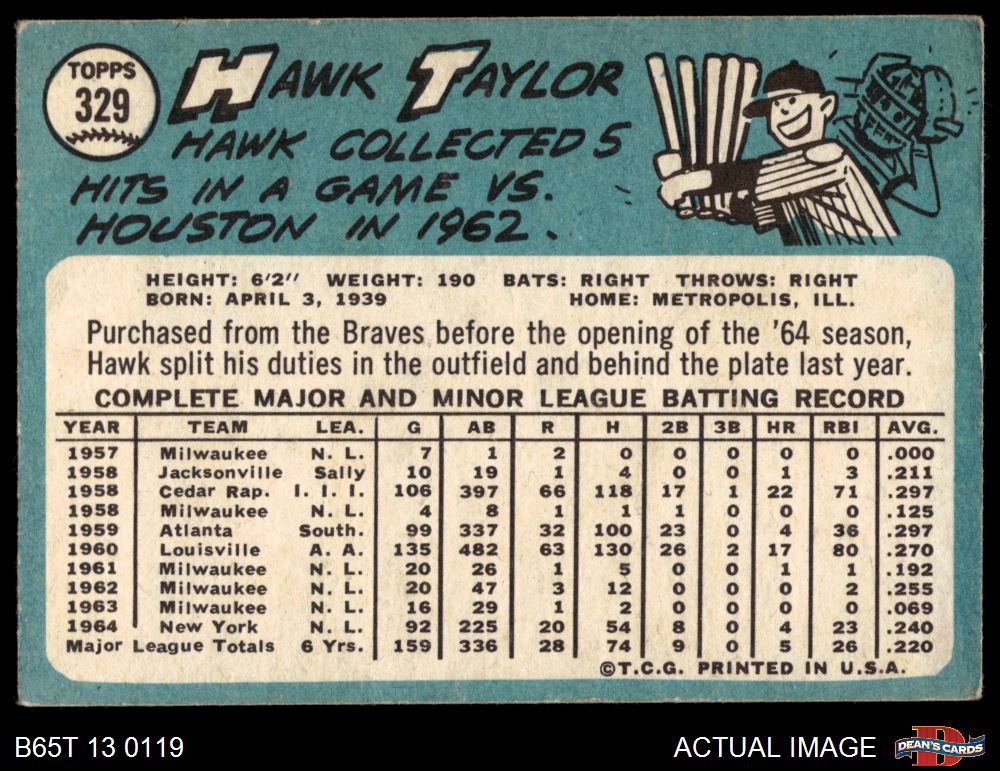 TOPPS
329
HAWK TAYLOR
HAWK COLLECTED 5
HITS IN A GAME VS.
HOUSTON IN 1962.
HEIGHT: 6'2" WEIGHT: 190 BATS: RIGHT THROWS: RIGHT
BORN: APRIL 3, 1939 HOME: METROPOLIS, ILL.
Purchased from the Braves before the opening of the '64 season,
Hawk split his duties in the outfield and behind the plate last year.
COMPLETE MAJOR AND MINOR LEAGUE BATTING RECORD
YEAR TEAM LEA. G AB R H 2B 3B HR RBI AVG.
1957 Milwaukee N. L. 7 1 2 0 0 0 0 0 .000
1958 Jacksonville Sally 10 19 1 4 0 0 1 3 .211
1958 Cedar Rap. I. I. I. 106 397 66 118 17 1 22 71 .297
1958 Milwaukee N. L. 4 8 1 1 1 0 0 0 .125
1959 Atlanta South. 99 337 32 100 23 0 4 36 .297
1960 Louisville A. A. 135 482 63 130 26 2 17 80 .270
1961 Milwaukee N. L. 20 26 1 5 0 0 1 1 .192
1962 Milwaukee N. L. 20 47 3 12 0 0 0 2 .255
1963 Milwaukee N. L. 16 29 1 2 0 0 0 0 .069
1964 New York N. L. 92 225 20 54 8 0 4 23 .240
Major League Totals 6 Yrs. 159 336 28 74 9 0 5 26 .220
©T.C.G. PRINTED IN U.S.A.
B65T 13 0119
ACTUAL IMAGE
DEAN'S CARDS